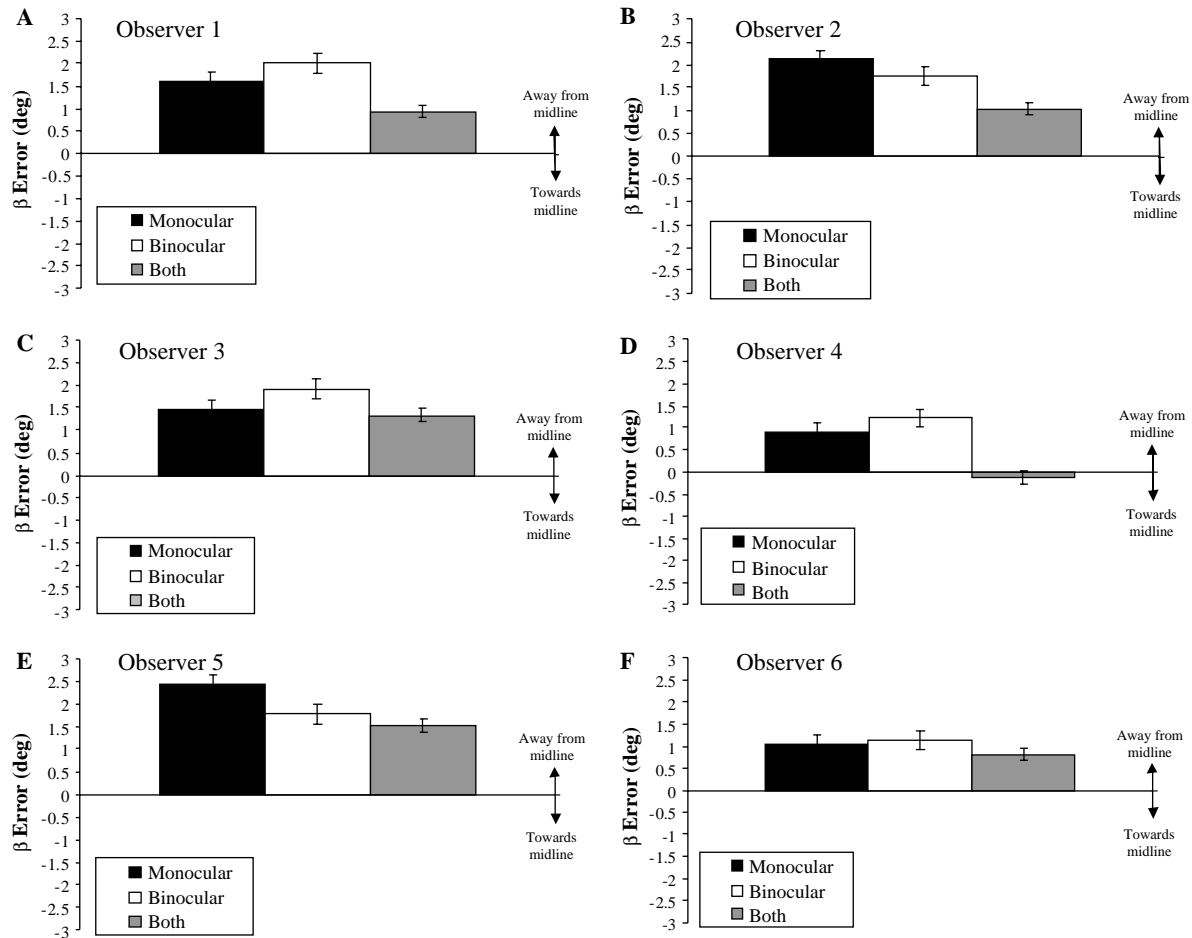 A
Observer 1
3
2.5
2
1.5
1
0.5
0
-0.5
-1
-1.5
-2
-2.5
-3
β Error (deg)
Away from
midline
Towards
midline
Monocular
Binocular
Both
B
Observer 2
3
2.5
2
1.5
1
0.5
0
-0.5
-1
-1.5
-2
-2.5
-3
β Error (deg)
Away from
midline
Towards
midline
Monocular
Binocular
Both
C
Observer 3
3
2.5
2
1.5
1
0.5
0
-0.5
-1
-1.5
-2
-2.5
-3
β Error (deg)
Away from
midline
Towards
midline
Monocular
Binocular
Both
D
Observer 4
3
2.5
2
1.5
1
0.5
0
-0.5
-1
-1.5
-2
-2.5
-3
β Error (deg)
Away from
midline
Towards
midline
Monocular
Binocular
Both
E
Observer 5
3
2.5
2
1.5
1
0.5
0
-0.5
-1
-1.5
-2
-2.5
-3
β Error (deg)
Away from
midline
Towards
midline
Monocular
Binocular
Both
F
Observer 6
3
2.5
2
1.5
1
0.5
0
-0.5
-1
-1.5
-2
-2.5
-3
β Error (deg)
Away from
midline
Towards
midline
Monocular
Binocular
Both